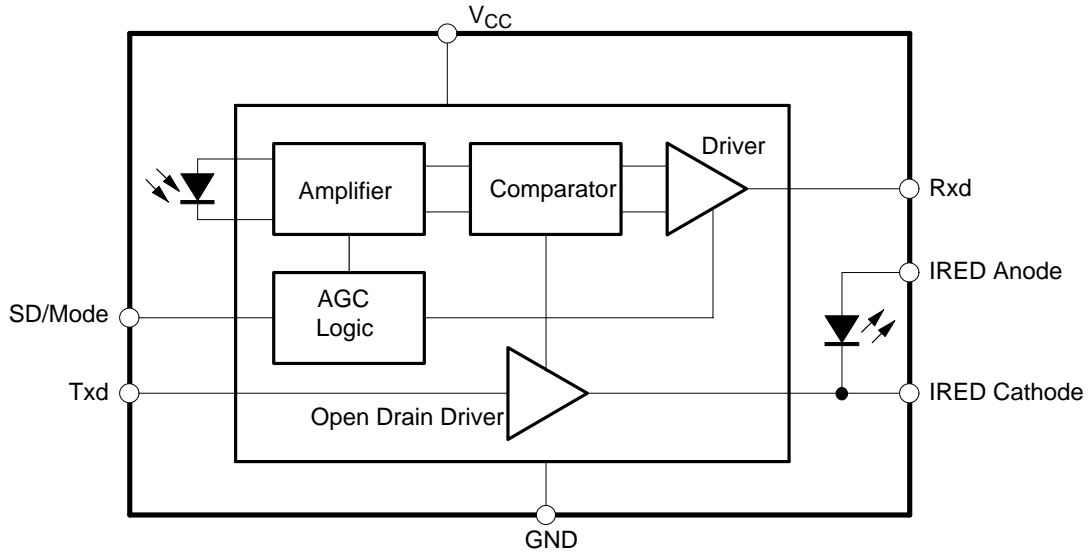 VCC
Driver
Amplifier
Comparator
Rxd
IRED Anode
SD/Mode
AGC
Logic
Txd
Open Drain Driver
IRED Cathode
GND